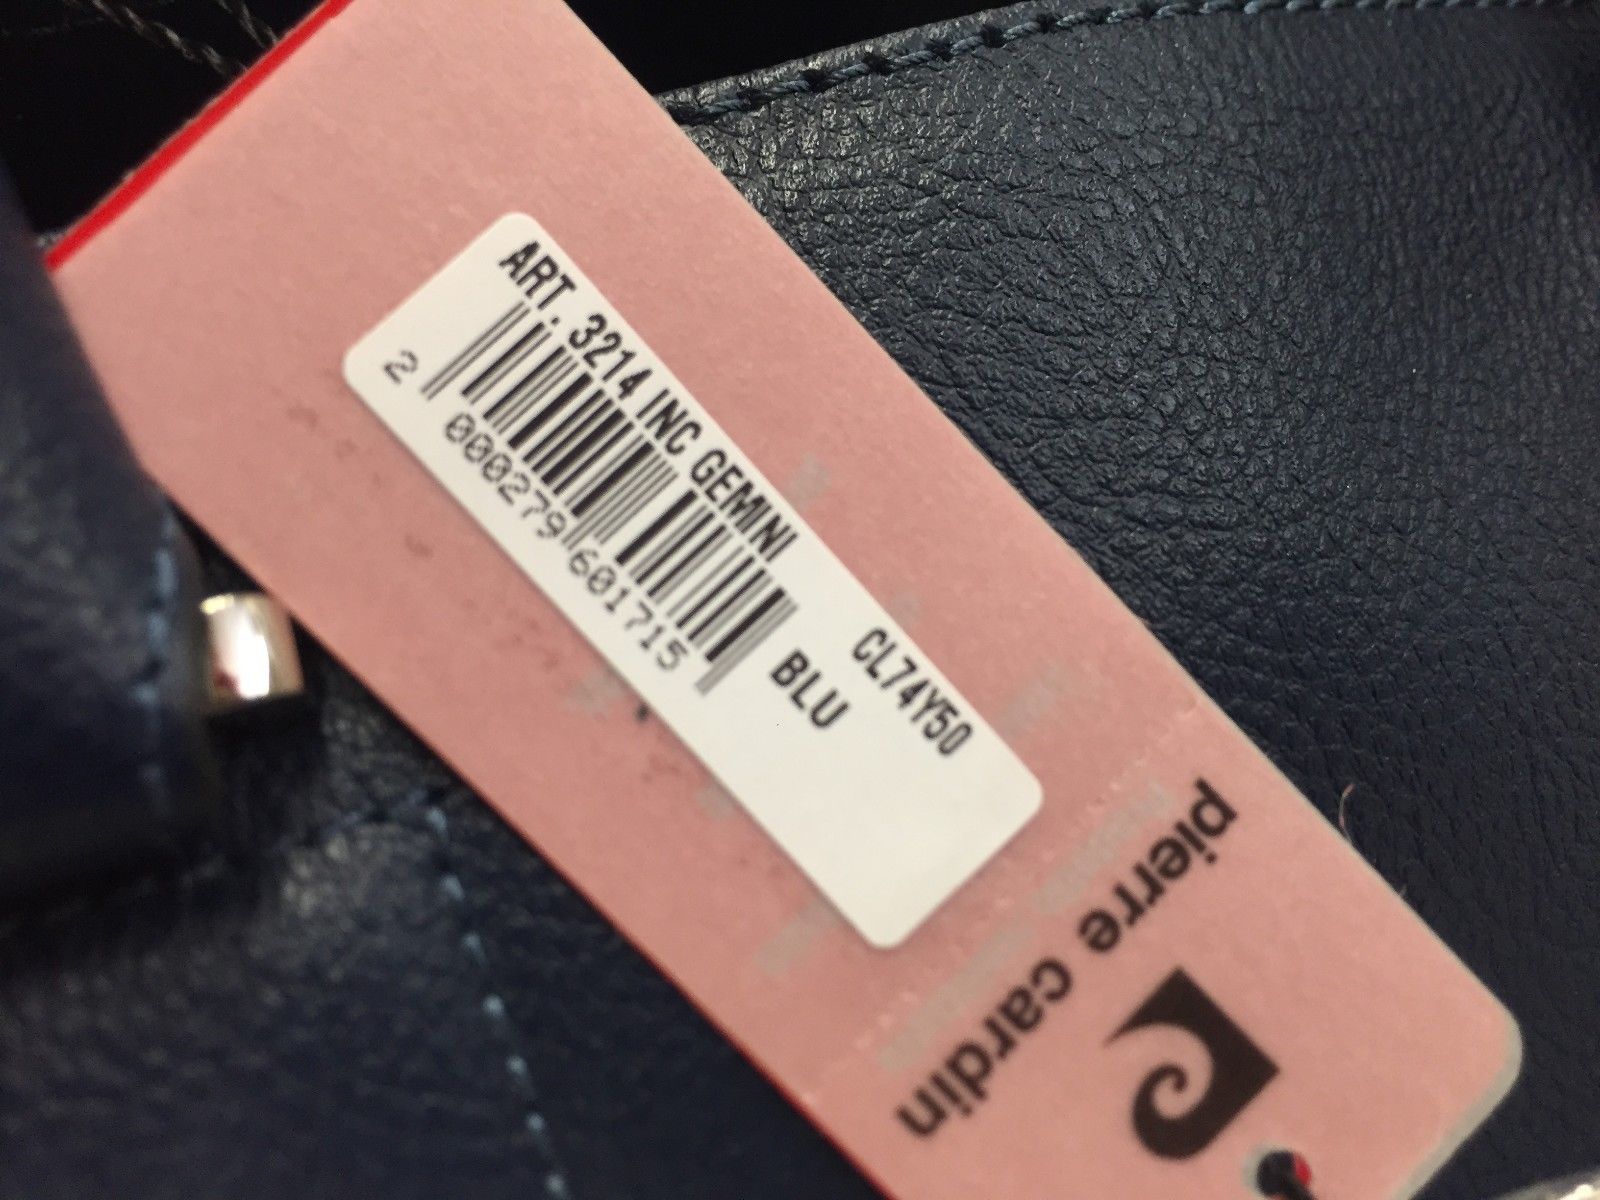 ART. 3214 INC GEMINI
CL74Y50
2 000279 601715
BLU
pierre cardin